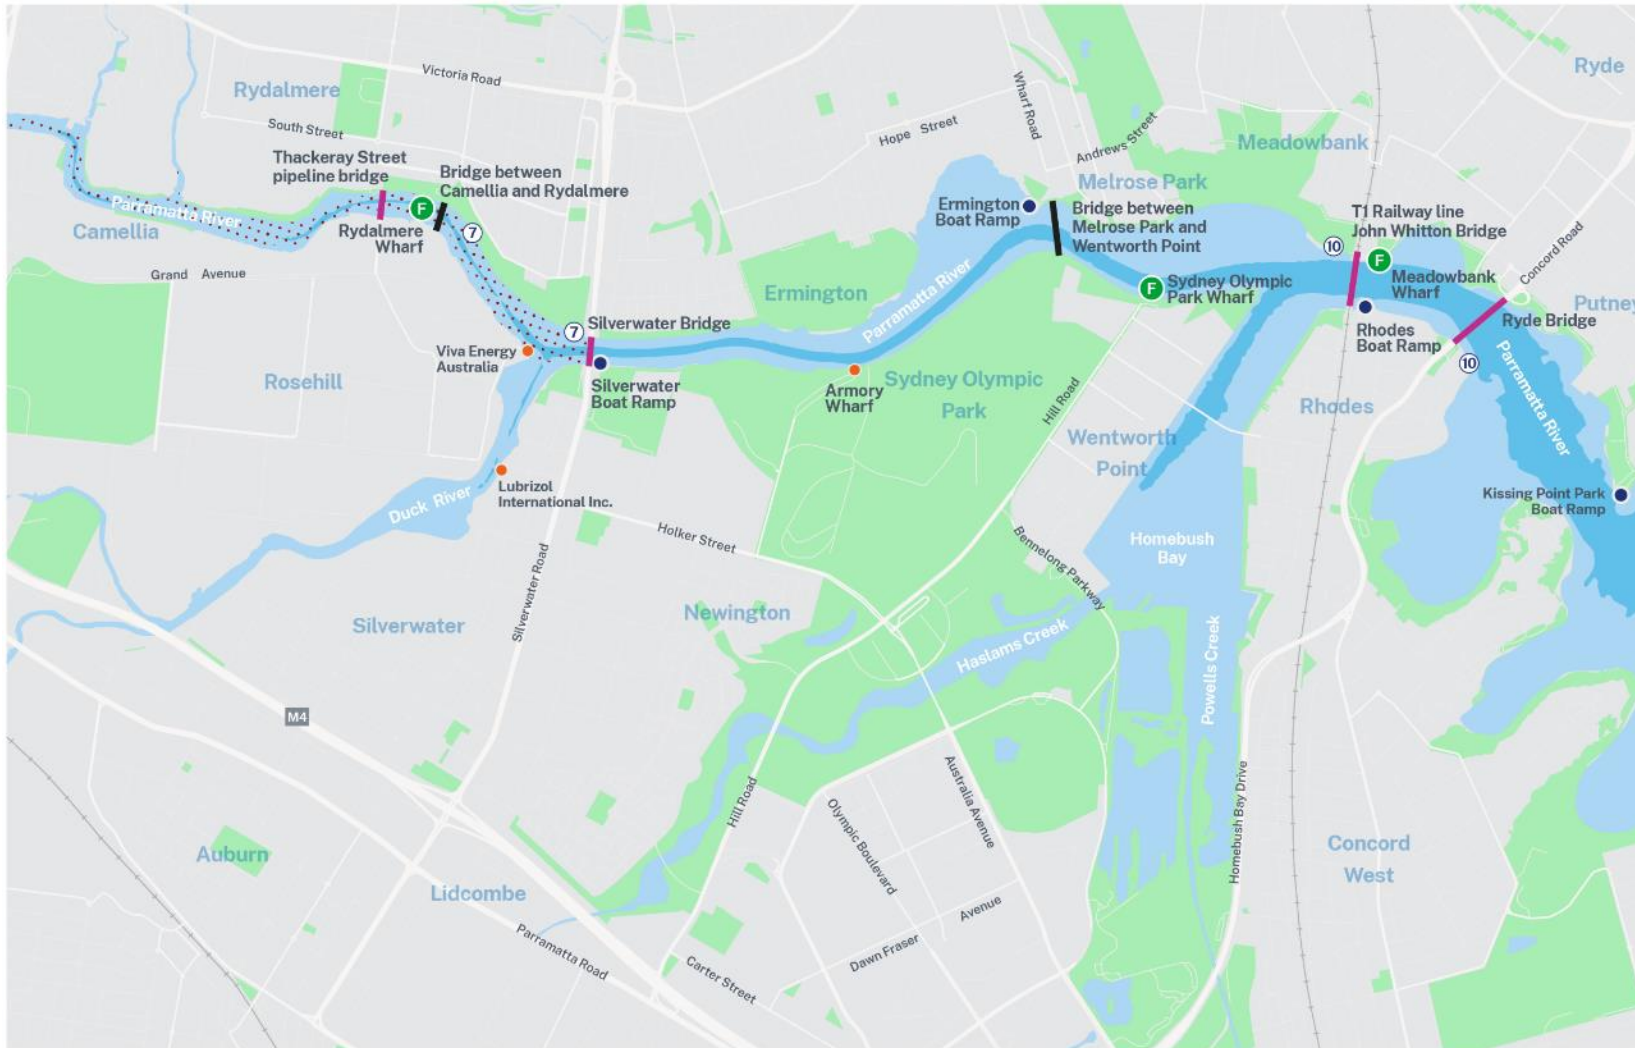 Ryde
Victoria Road
Rydalmere
Wharf Road
South Street
Hope Street
Andrews Street
Meadowbank
Thackeray Street
pipeline bridge
Bridge between
Camellia and Rydalmere
Melrose Park
F
Parramatta River
Camellia
Rydalmere
Wharf
7
Ermington
Boat Ramp
Bridge between
Melrose Park and
Wentworth Point
T1 Railway line
John Whitton Bridge
10
F
Meadowbank
Wharf
Concord Road
Grand Avenue
Ermington
Parramatta River
F
Sydney Olympic
Park Wharf
Putney
7
Silverwater Bridge
Ryde Bridge
Rhodes
Boat Ramp
10
Viva Energy
Australia
Rosehill
Silverwater
Boat Ramp
Armory
Wharf
Sydney Olympic
Park
Hill Road
Rhodes
Parramatta River
Wentworth
Point
Lubrizol
International Inc.
Duck River
Kissing Point Park
Boat Ramp
Holker Street
Bennelong Parkway
Homebush
Bay
Silverwater Road
Silverwater
Newington
Haslams Creek
Powells Creek
M4
Hill Road
Australia Avenue
Olympic Boulevard
Homebush Bay Drive
Auburn
Lidcombe
Concord
West
Parramatta Road
Carter Street
Dawn Fraser Avenue